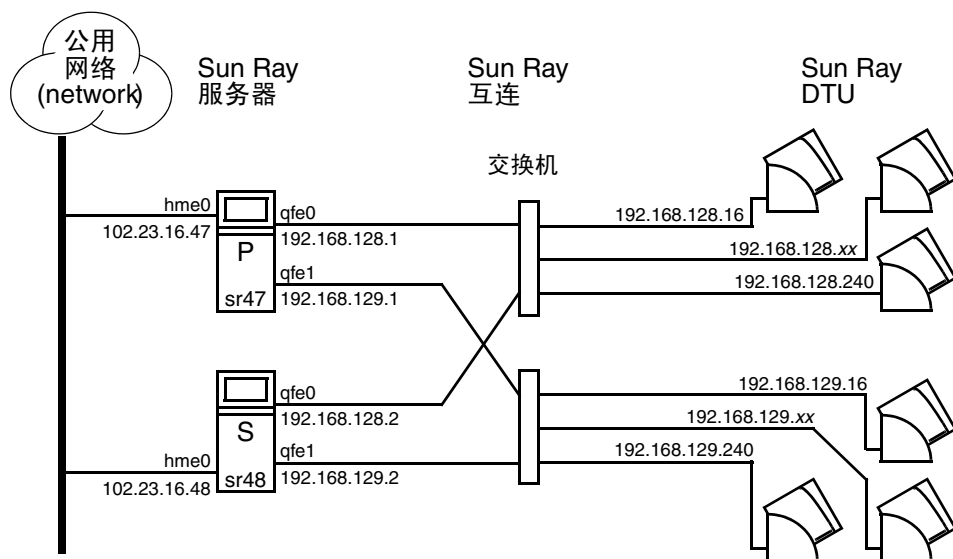 公用
网络
(network)
Sun Ray
服务器
Sun Ray
互连
Sun Ray
DTU
交换机
hme0
102.23.16.47
P
sr47
qfe0
192.168.128.1
qfe1
192.168.129.1
192.168.128.16
192.168.128.xx
192.168.128.240
hme0
102.23.16.48
S
sr48
qfe0
192.168.128.2
qfe1
192.168.129.2
192.168.129.16
192.168.129.xx
192.168.129.240